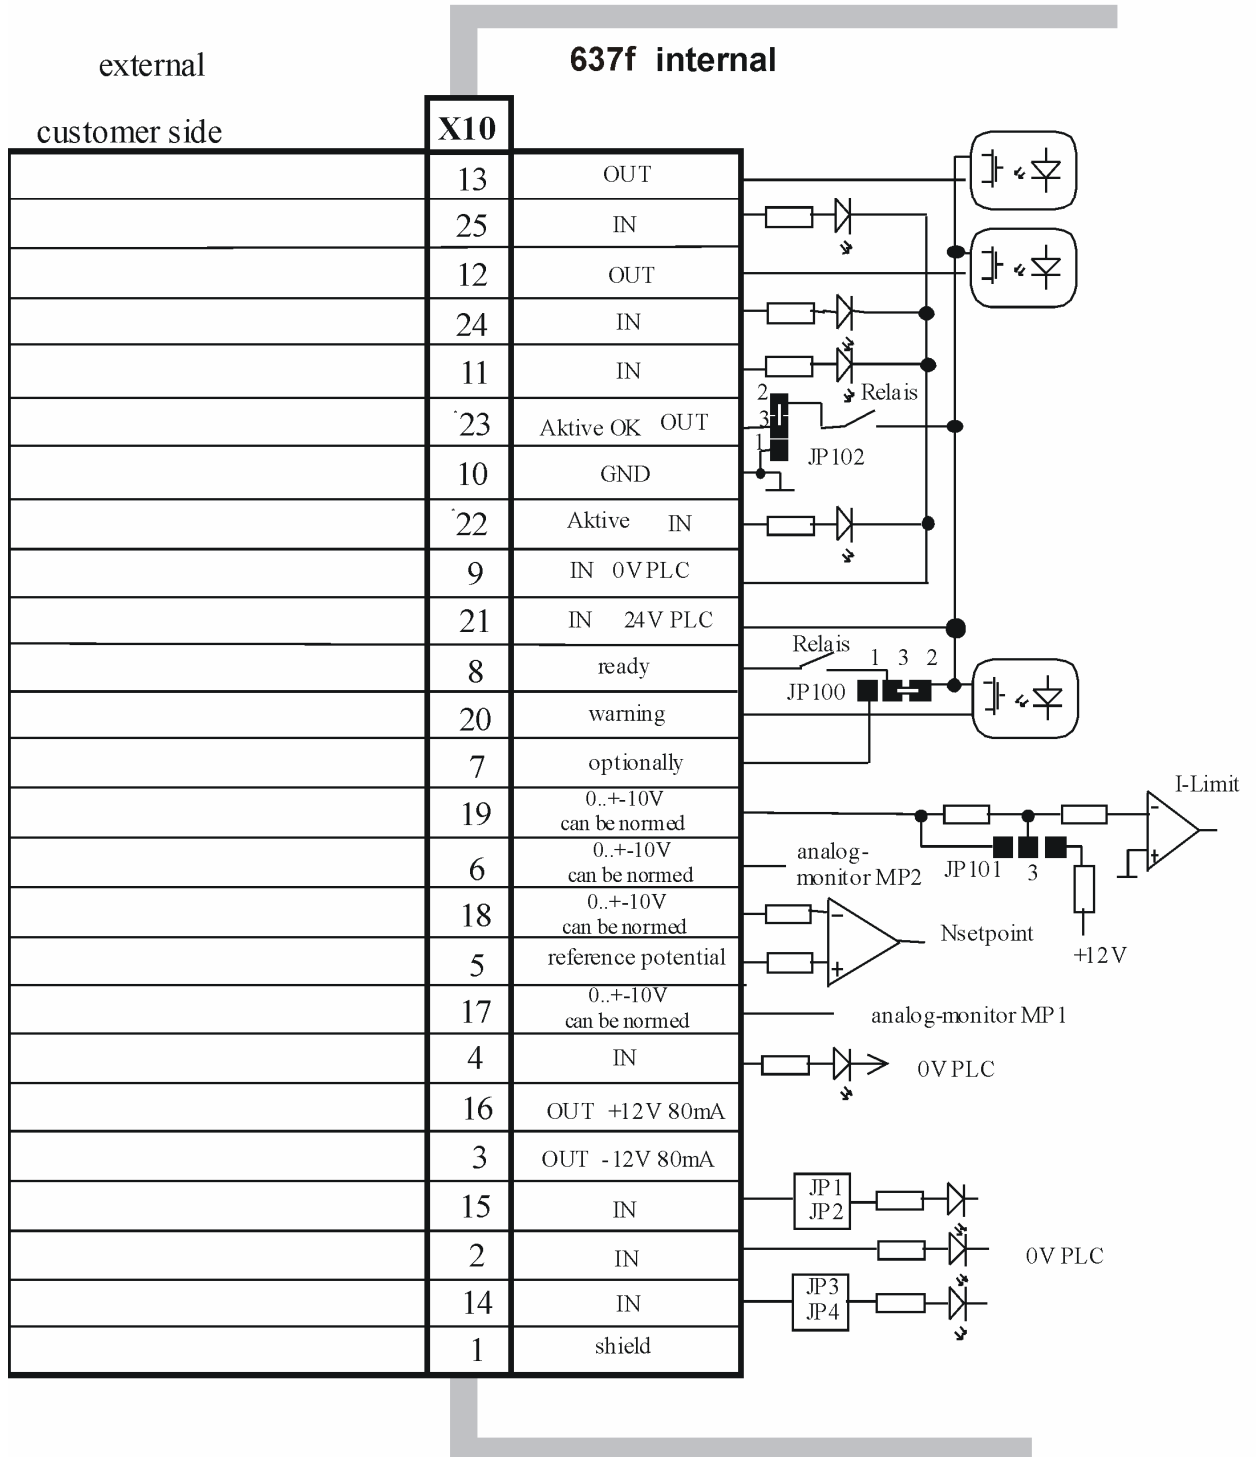 637f internal
external
customer side
X10
13 OUT
25 IN
12 OUT
24 IN
11 IN
2 Relais
23 Aktive OK OUT 3
1 JP102
10 GND
22 Aktive IN
9 IN 0V PLC
21 IN 24V PLC
Relais
8 ready 1 3 2
JP100
20 warning
7 optionally
I-Limit
19 0..+-10V
can be normed
- +
JP101 3
+12V
6 0..+-10V
can be normed
analog-
monitor MP2
18 0..+-10V
can be normed
- +
Nsetpoint
5 reference potential
17 0..+-10V
can be normed
analog-monitor MP1
4 IN 0V PLC
16 OUT +12V 80mA
3 OUT -12V 80mA
15 IN JP1
JP2
2 IN 0V PLC
14 IN JP3
JP4
1 shield